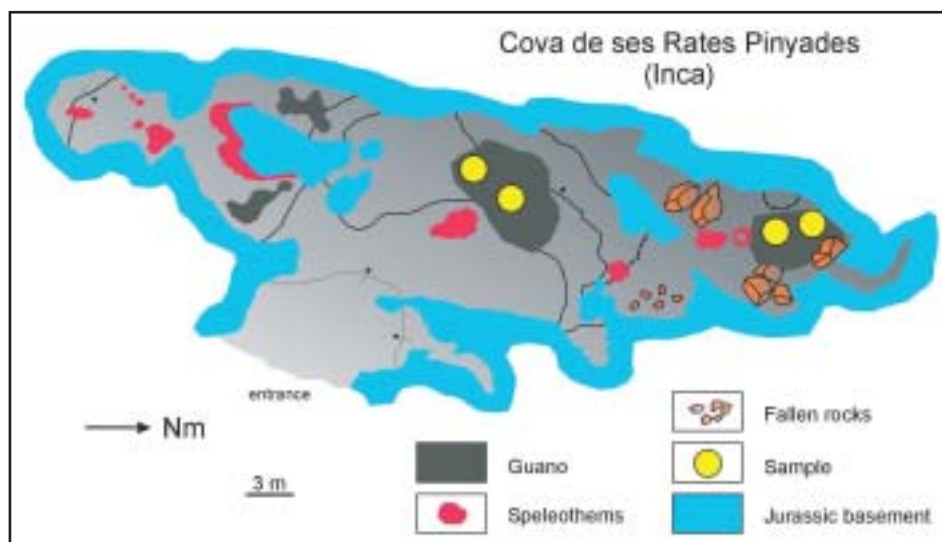 Cova de ses Rates Pinyades
(Inca)
entrance
Nm
3 m
Guano
Speleothems
Fallen rocks
Sample
Jurassic basement